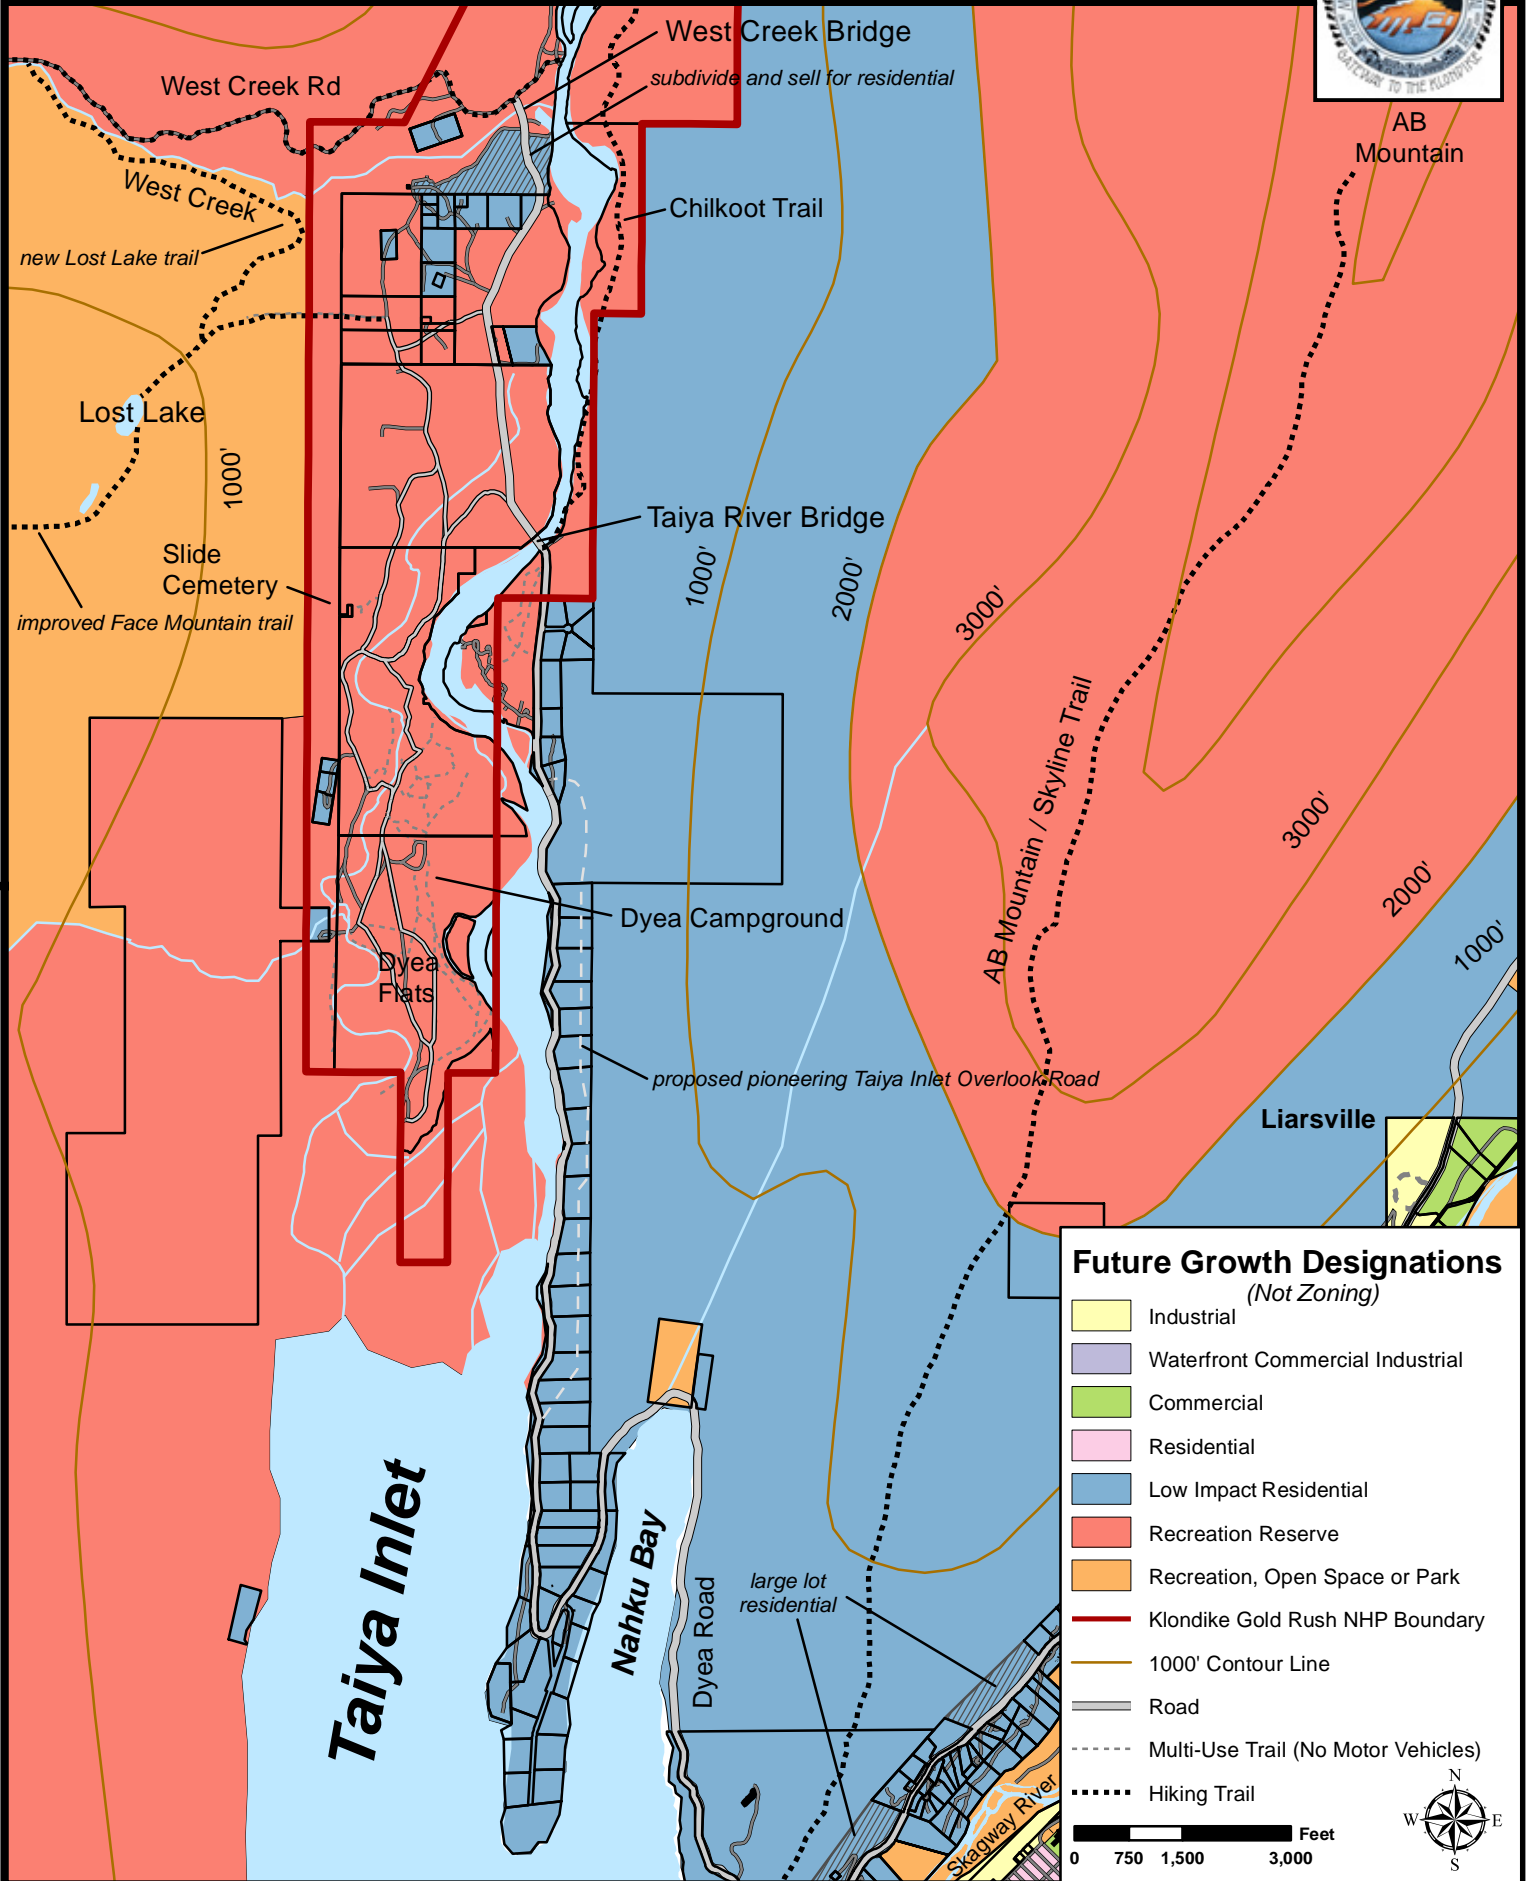 GATEWAY TO THE KLONDIKE
West Creek Bridge
subdivide and sell for residential
West Creek Rd
AB
Mountain
West Creek
Chilkoot Trail
new Lost Lake trail
Lost Lake
1000'
Taiya River Bridge
Slide
Cemetery
improved Face Mountain trail
1000'
2000'
3000'
AB Mountain / Skyline Trail
3000'
2000'
1000'
Dyea Campground
Dyea
Flats
proposed pioneering Taiya Inlet Overlook Road
Liarsville
Taiya Inlet
Nahku Bay
Dyea Road
large lot
residential
Skagway River
Future Growth Designations
(Not Zoning)
Industrial
Waterfront Commercial Industrial
Commercial
Residential
Low Impact Residential
Recreation Reserve
Recreation, Open Space or Park
Klondike Gold Rush NHP Boundary
1000' Contour Line
Road
Multi-Use Trail (No Motor Vehicles)
Hiking Trail
N
W E
S
Feet
0 750 1,500 3,000